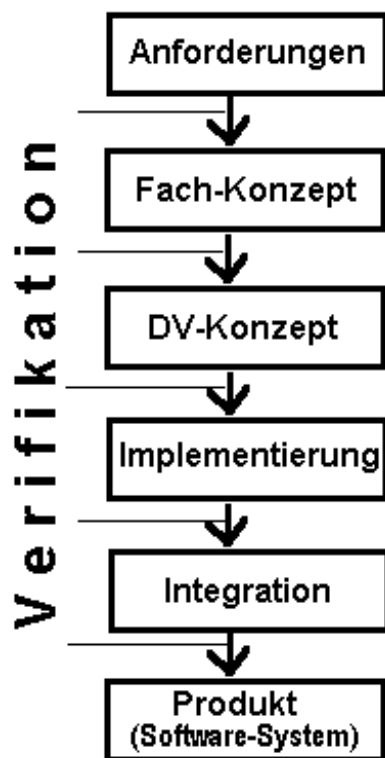 Anforderungen
Fach-Konzept
DV-Konzept
Implementierung
Integration
Produkt
(Software-System)
Verifikation